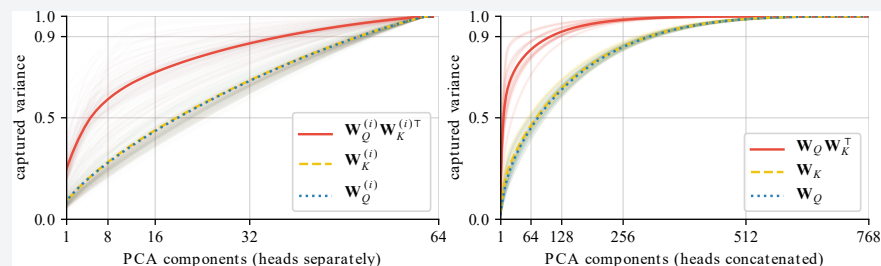 captured variance
1.0
0.9
0.5
0.0
W_Q^{(i)} W_K^{(i)⊤}
W_K^{(i)}
W_Q^{(i)}
1 8 16 32 64
PCA components (heads separately)
captured variance
1.0
0.9
0.5
0.0
W_Q W_K^⊤
W_K
W_Q
1 64 128 256 512 768
PCA components (heads concatenated)